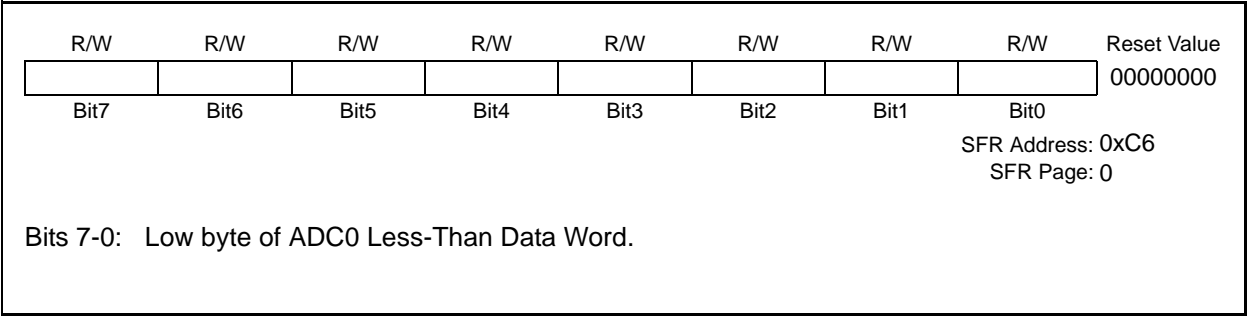 R/W R/W R/W R/W R/W R/W R/W R/W Reset Value
00000000
Bit7 Bit6 Bit5 Bit4 Bit3 Bit2 Bit1 Bit0
SFR Address: 0xC6
SFR Page: 0
Bits 7-0: Low byte of ADC0 Less-Than Data Word.